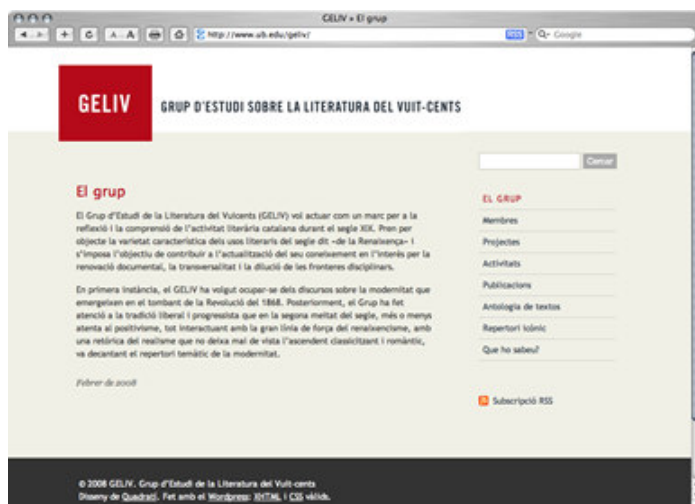 GELIV » El grup
A A
http://www.ub.edu/geliv/
RSS
Google
GELIV
GRUP D'ESTUDI SOBRE LA LITERATURA DEL VUIT-CENTS
Cercar
El grup
El Grup d'Estudi de la Literatura del Vuitcents (GELIV) vol actuar com un marc per a la
reflexió i la comprensió de l'activitat literària catalana durant el segle XIX. Pren per
objecte la varietat característica dels usos literaris del segle dit «de la Renaixença» i
s'imposa l'objectiu de contribuir a l'actualització del seu coneixement en l'interès per la
renovació documental, la transversalitat i la dilució de les fronteres disciplinars.
En primera instància, el GELIV ha volgut ocupar-se dels discursos sobre la modernitat que
emergeixen en el tombant de la Revolució del 1868. Posteriorment, el Grup ha fet
atenció a la tradició liberal i progressista que en la segona meitat del segle, més o menys
atenta al positivisme, tot interactuant amb la gran línia de força del renaixencisme, amb
una retòrica del realisme que no deixa mai de vista l'ascendent classicitzant i romàntic,
va decantant el repertori temàtic de la modernitat.
Febrer de 2008
EL GRUP
Membres
Projectes
Activitats
Publicacions
Antologia de textos
Repertori icònic
Que ho sabeu?
Subscripció RSS
© 2008 GELIV. Grup d'Estudi de la Literatura del Vuit-cents
Disseny de Quadratí. Fet amb el Wordpress: XHTML i CSS vàlids.